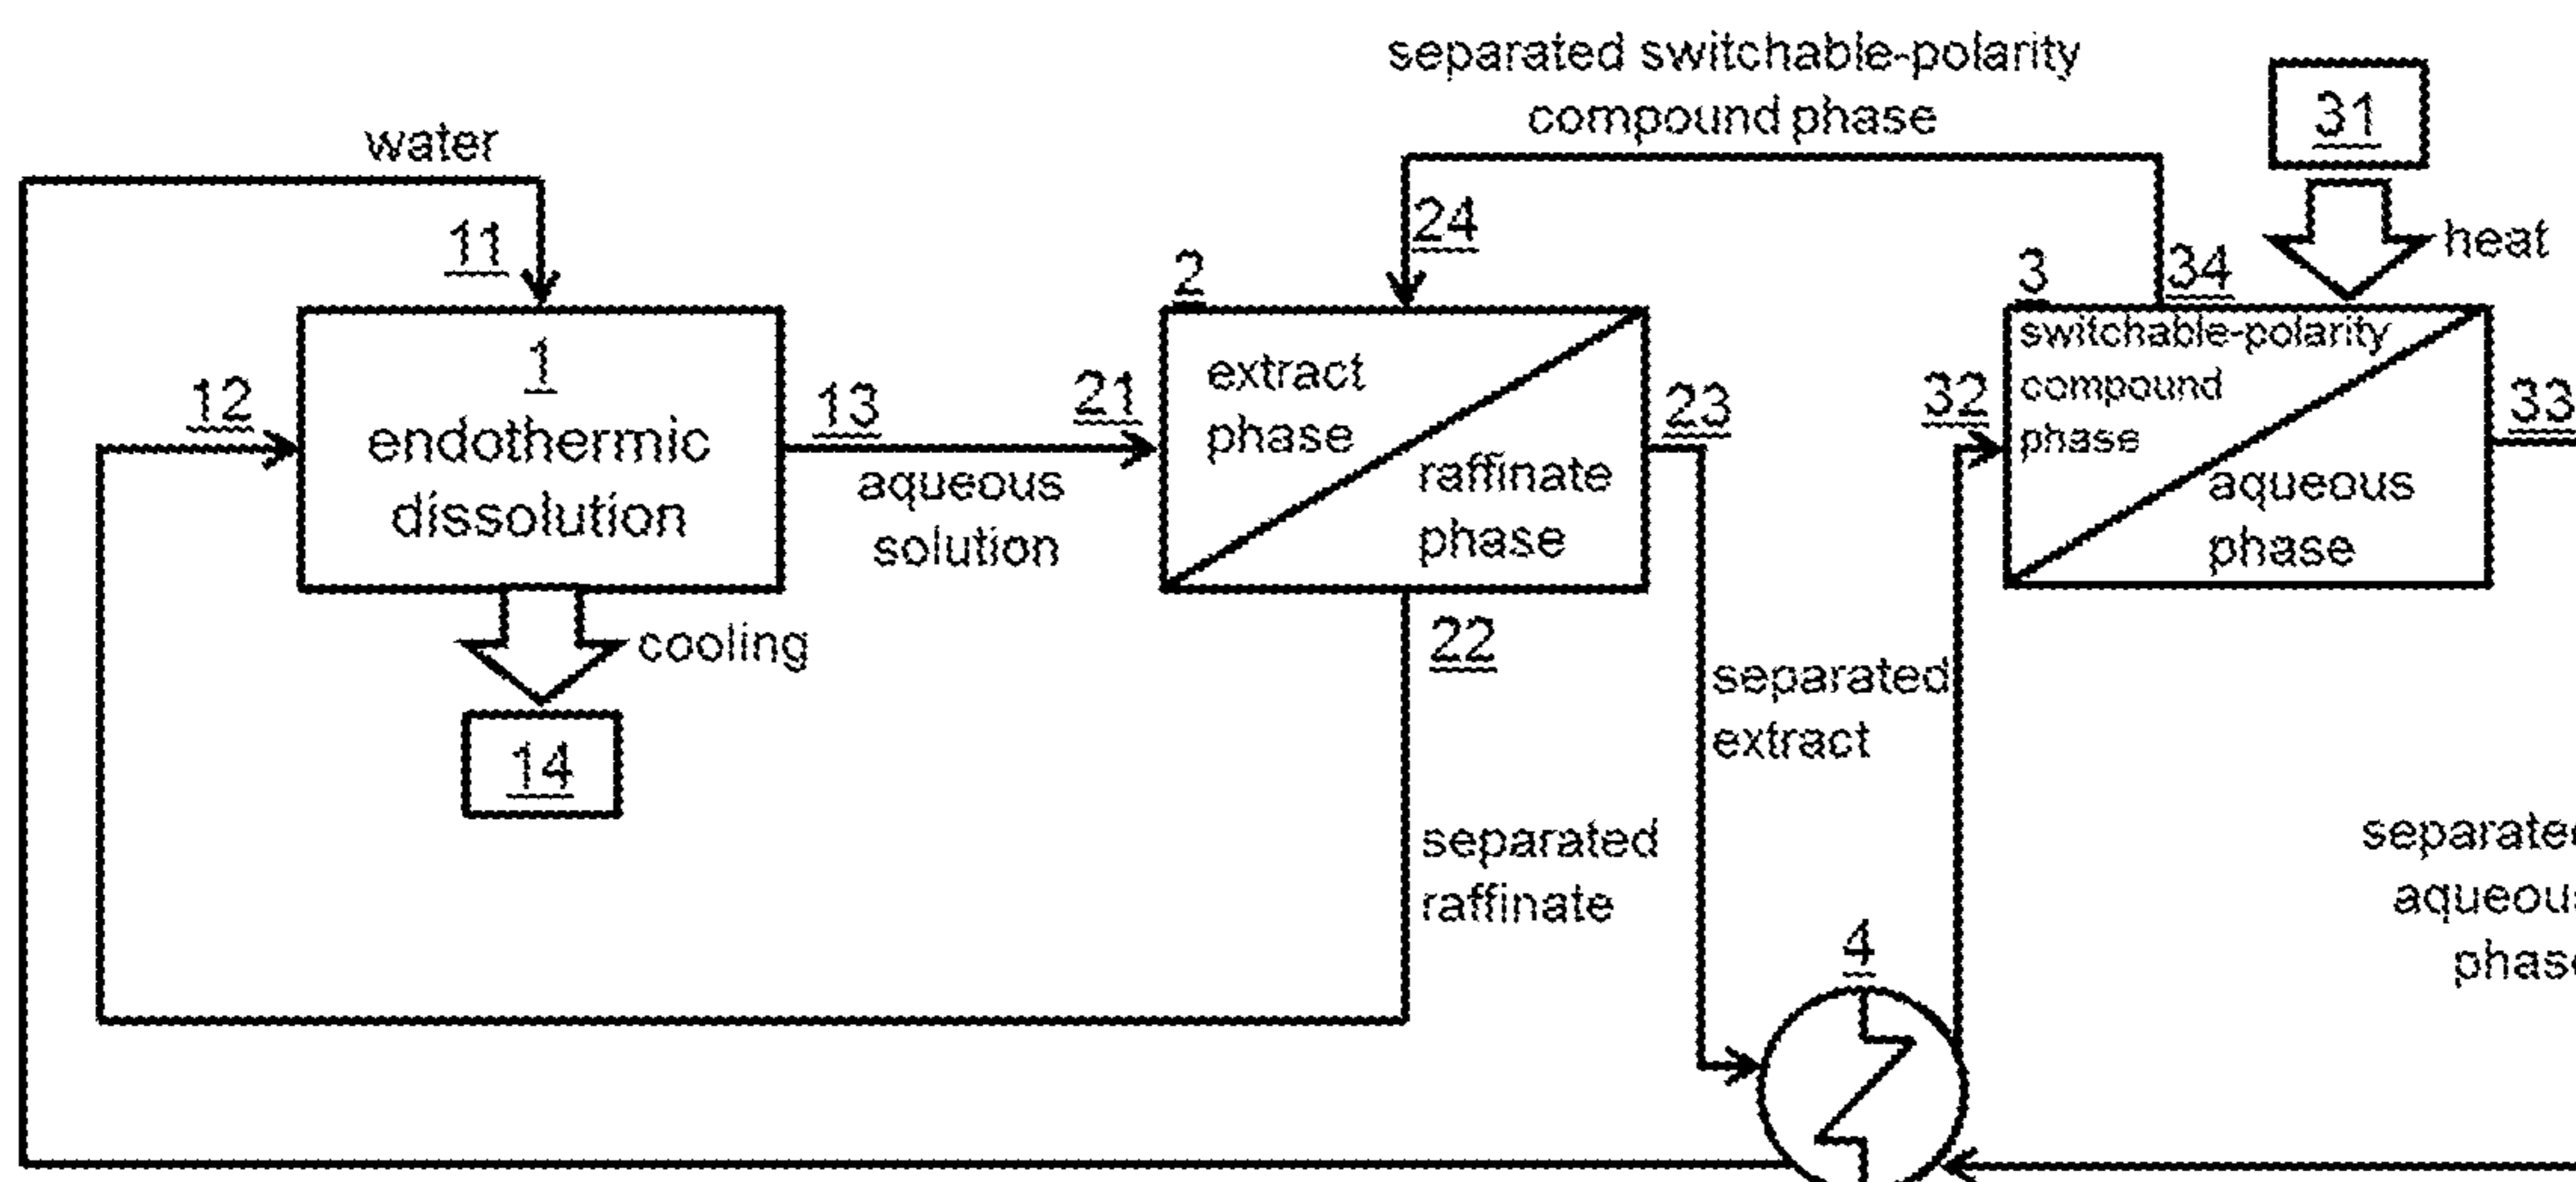 separated switchable-polarity
compound phase
31
water
24
11
heat
2
3
34
1
endothermic
dissolution
12
13
aqueous
solution
21
extract
phase
raffinate
phase
23
32
switchable-polarity
compound
phase
aqueous
phase
33
cooling
14
22
separated
extract
separated
raffinate
4